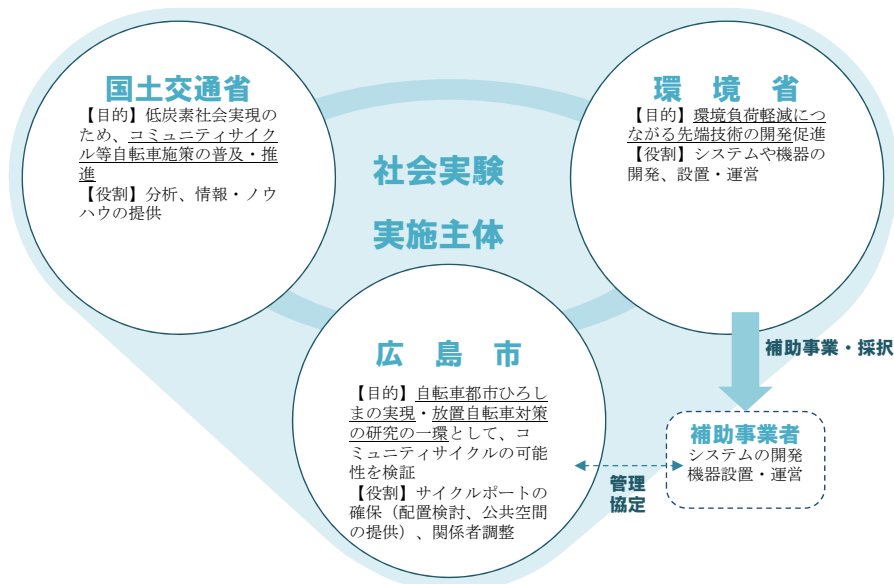 国土交通省
【目的】低炭素社会実現の
ため、コミュニティサイク
ル等自転車施策の普及・推
進
【役割】分析、情報・ノウ
ハウの提供
環　境　省
【目的】環境負荷軽減につ
ながる先端技術の開発促進
【役割】システムや機器の
開発、設置・運営
社会実験
実施主体
広　島　市
【目的】自転車都市ひろし
まの実現・放置自転車対策
の研究の一環として、コ
ミュニティサイクルの可能
性を検証
【役割】サイクルポートの
確保（配置検討、公共空間
の提供）、関係者調整
補助事業・採択
補助事業者
システムの開発
機器設置・運営
管理
協定